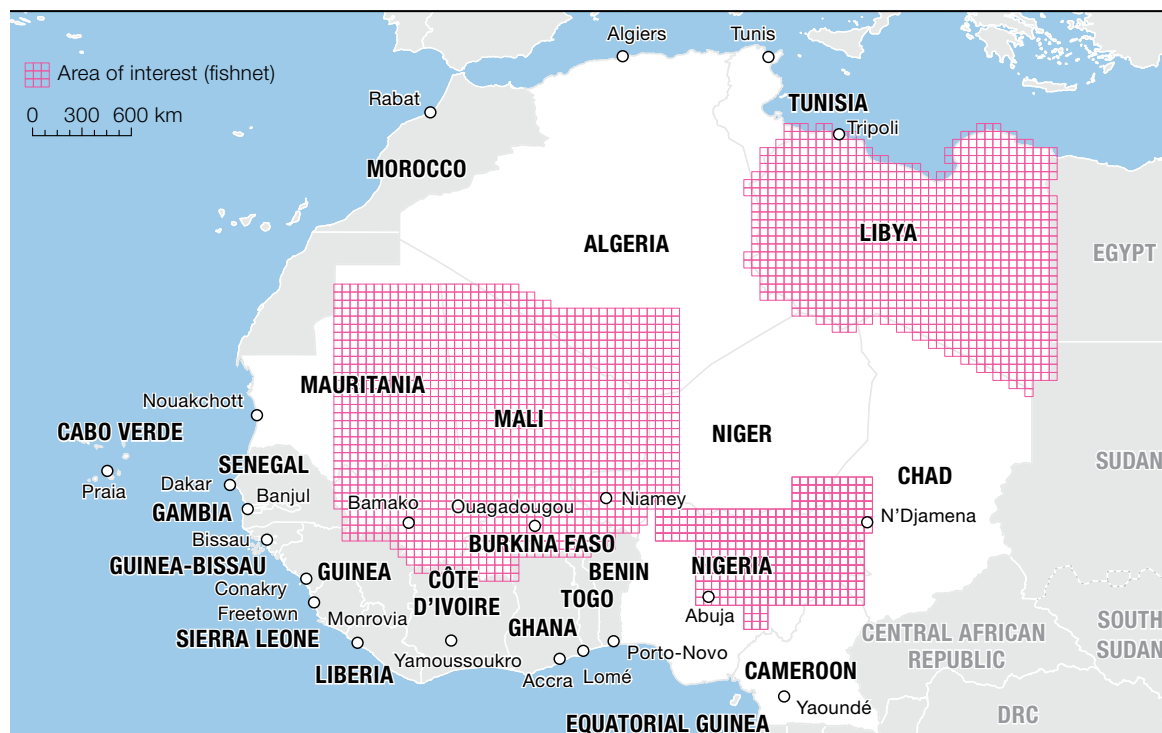 Algiers
Tunis
Area of interest (fishnet)
0 300 600 km
Rabat
TUNISIA
Tripoli
MOROCCO
ALGERIA
LIBYA
EGYPT
MAURITANIA
Nouakchott
MALI
CABO VERDE
NIGER
SENEGAL
CHAD
SUDAN
Praia
Dakar
Banjul
Bamako
Ouagadougou
Niamey
GAMBIA
N'Djamena
Bissau
BURKINA FASO
GUINEA-BISSAU
GUINEA
CÔTE
D'IVOIRE
BENIN
NIGERIA
Conakry
TOGO
Freetown
Monrovia
GHANA
Abuja
SIERRA LEONE
CENTRAL AFRICAN
REPUBLIC
SOUTH
SUDAN
LIBERIA
Yamoussoukro
Accra
Lomé
Porto-Novo
CAMEROON
Yaoundé
EQUATORIAL GUINEA
DRC